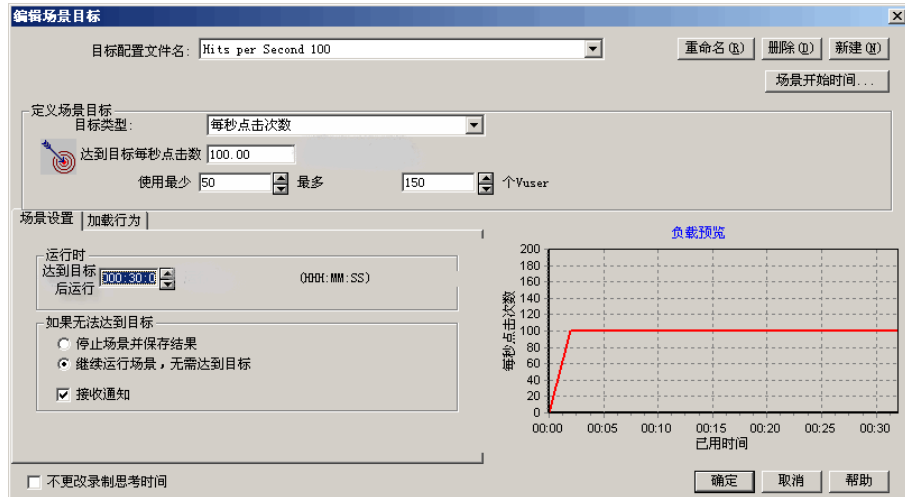 编辑场景目标
目标配置文件名: Hits per Second 100 重命名(R) 删除(D) 新建(N)
场景开始时间...
定义场景目标
目标类型: 每秒点击次数
达到目标每秒点击数 100.00
使用最少 50 最多 150 个Vuser
场景设置 加载行为
运行时
达到目标
后运行 000:30:0 (HHH:MM:SS)
如果无法达到目标
停止场景并保存结果
继续运行场景，无需达到目标
接收通知
负载预览
每秒点击次数
200
180
160
140
120
100
80
60
40
20
0
00:00 00:05 00:10 00:15 00:20 00:25 00:30
已用时间
不更改录制思考时间
确定 取消 帮助